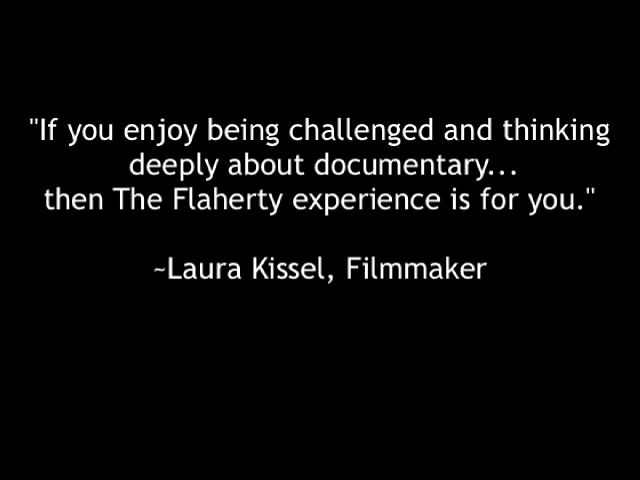 "If you enjoy being challenged and thinking
deeply about documentary...
then The Flaherty experience is for you."
~Laura Kissel, Filmmaker